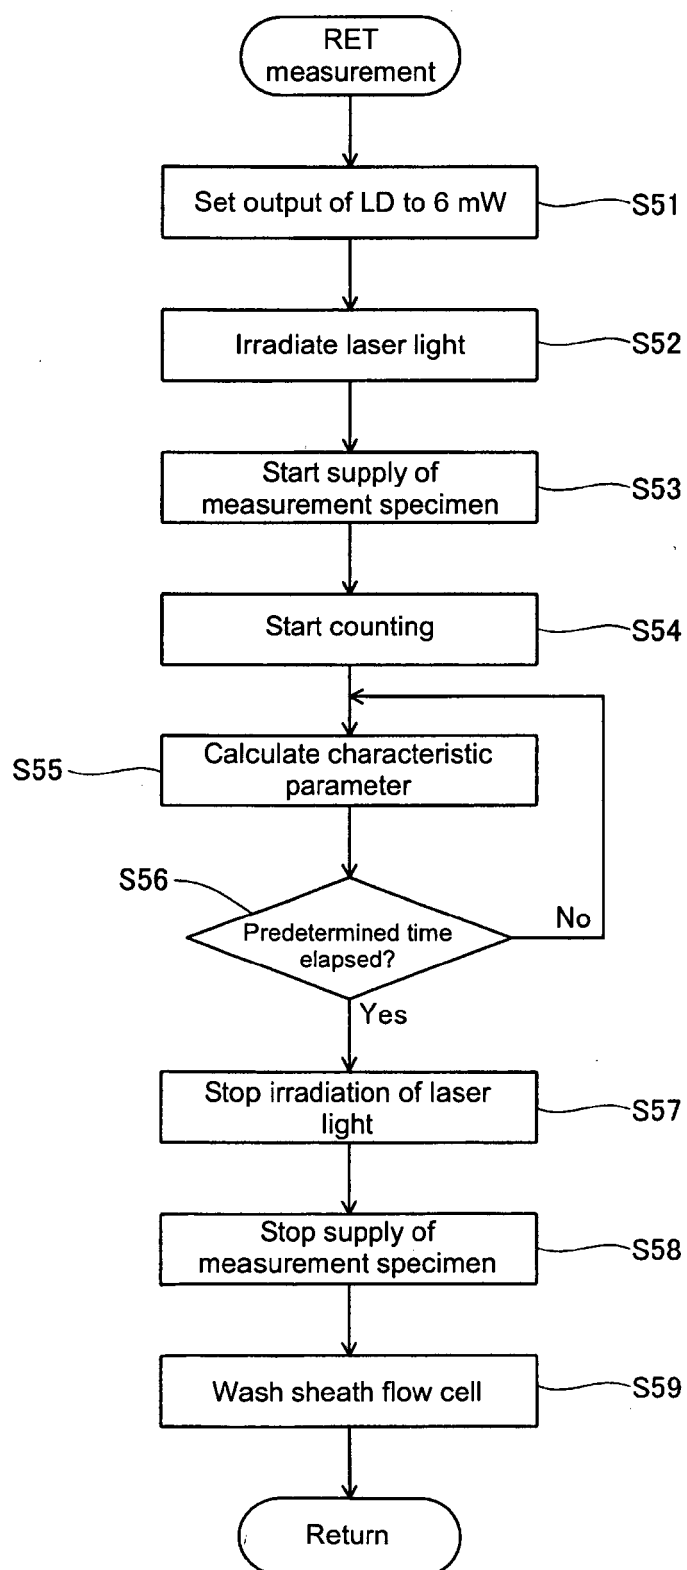 RET
measurement
Set output of LD to 6 mW
S51
Irradiate laser light
S52
Start supply of
measurement specimen
S53
Start counting
S54
Calculate characteristic
parameter
S55
S56
Predetermined time
elapsed?
No
Yes
Stop irradiation of laser
light
S57
Stop supply of
measurement specimen
S58
Wash sheath flow cell
S59
Return